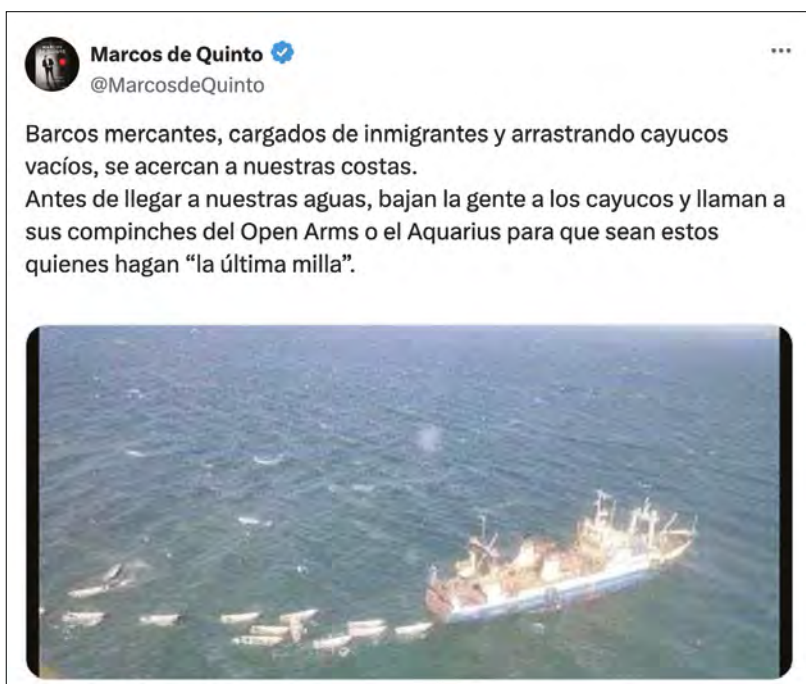 Marcos de Quinto
@MarcosdeQuinto
Barcos mercantes, cargados de inmigrantes y arrastrando cayucos
vacíos, se acercan a nuestras costas.
Antes de llegar a nuestras aguas, bajan la gente a los cayucos y llaman a
sus compinches del Open Arms o el Aquarius para que sean estos
quienes hagan “la última milla”.